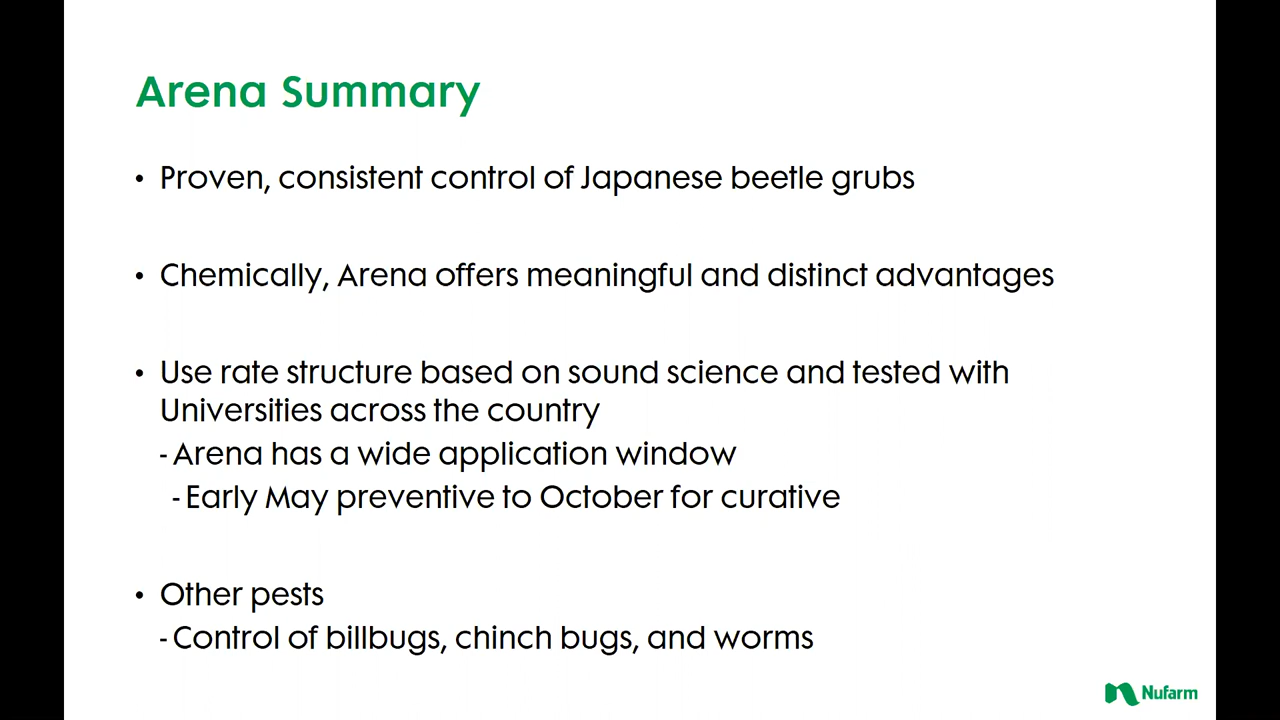 Arena Summary
• Proven, consistent control of Japanese beetle grubs
• Chemically, Arena offers meaningful and distinct advantages
• Use rate structure based on sound science and tested with
Universities across the country
- Arena has a wide application window
- Early May preventive to October for curative
• Other pests
- Control of billbugs, chinch bugs, and worms
Nufarm